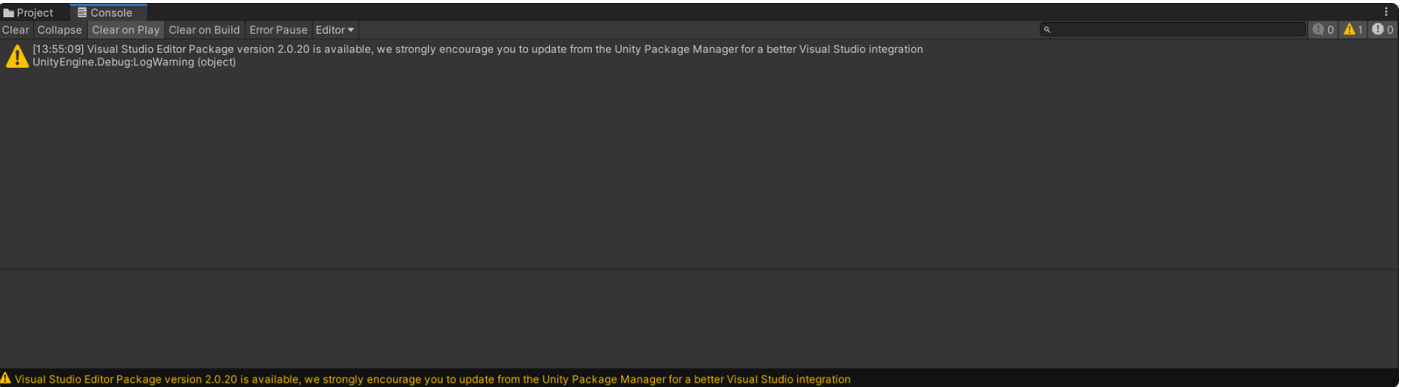 Project Console
Clear Collapse Clear on Play Clear on Build Error Pause Editor 0 1 0
[13:55:09] Visual Studio Editor Package version 2.0.20 is available, we strongly encourage you to update from the Unity Package Manager for a better Visual Studio integration
UnityEngine.Debug:LogWarning (object)
Visual Studio Editor Package version 2.0.20 is available, we strongly encourage you to update from the Unity Package Manager for a better Visual Studio integration